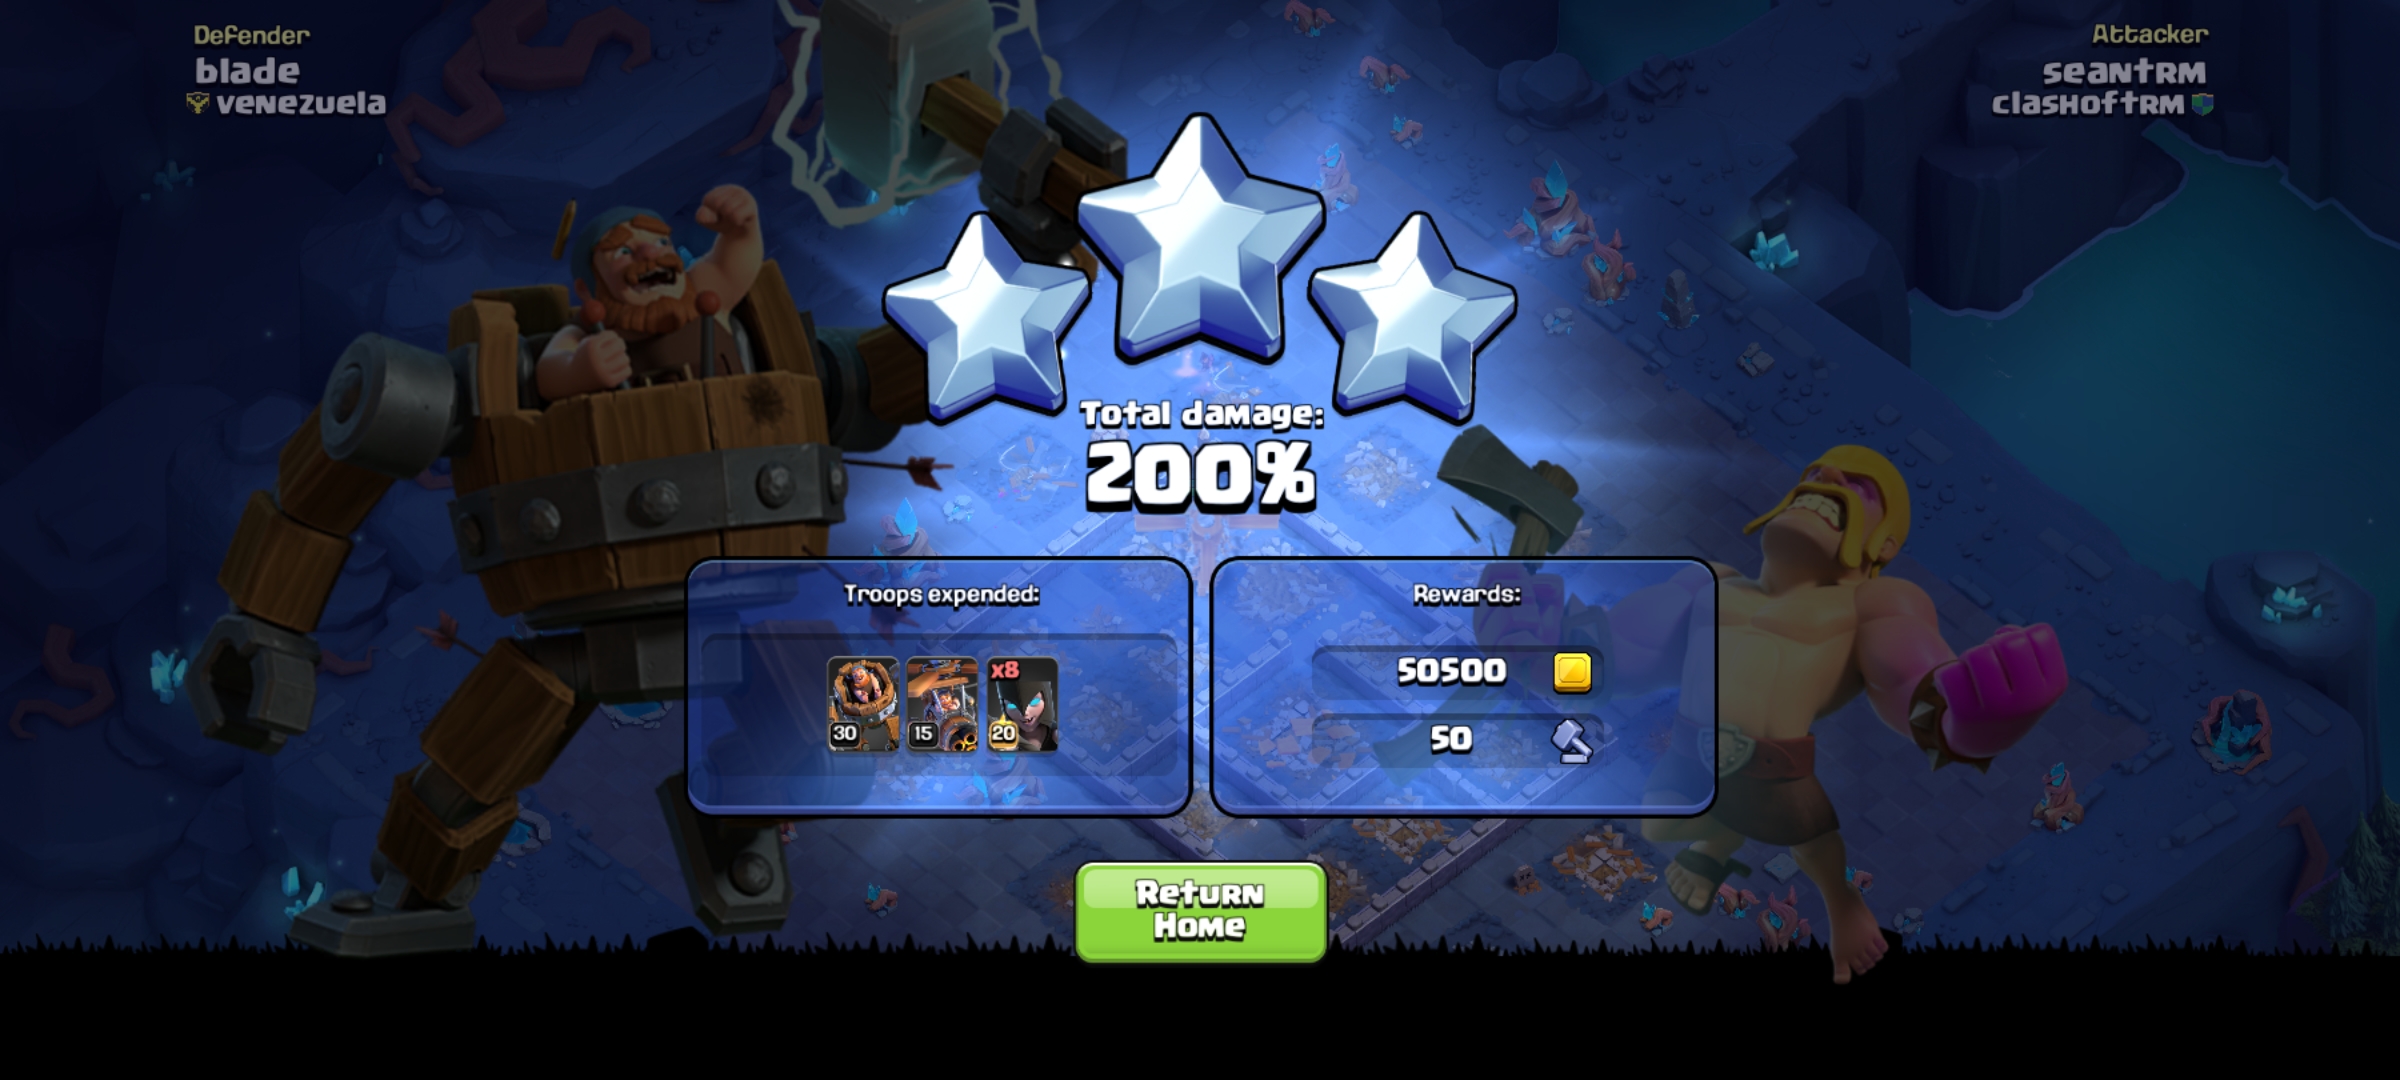 Defender
blade
venezuela
Attacker
seantrm
clashoftrm
Total damage:
200%
Troops expended:
30
15
x8
20
Rewards:
50500
50
Return
Home